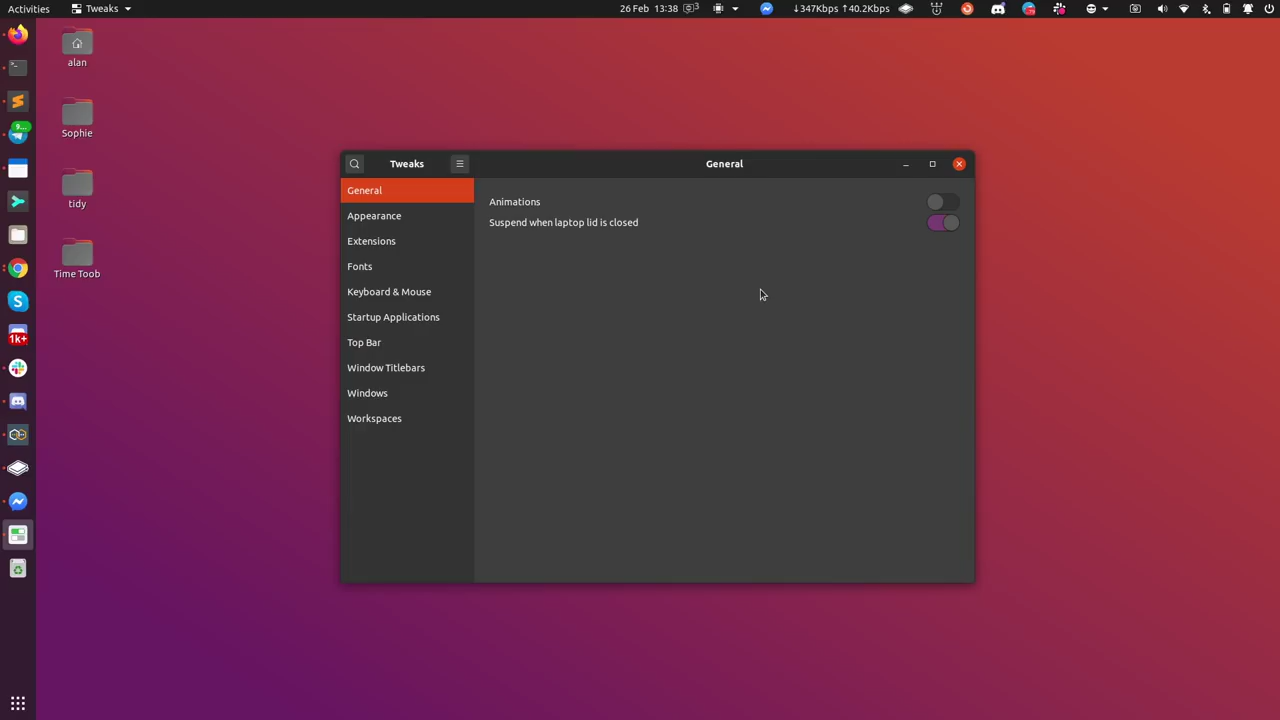 Activities
Tweaks
26 Feb 13:38
3
↓347Kbps ↑40.2Kbps
alan
Sophie
tidy
Time Toob
9...
1k+
Tweaks
General
General
Appearance
Extensions
Fonts
Keyboard & Mouse
Startup Applications
Top Bar
Window Titlebars
Windows
Workspaces
Animations
Suspend when laptop lid is closed